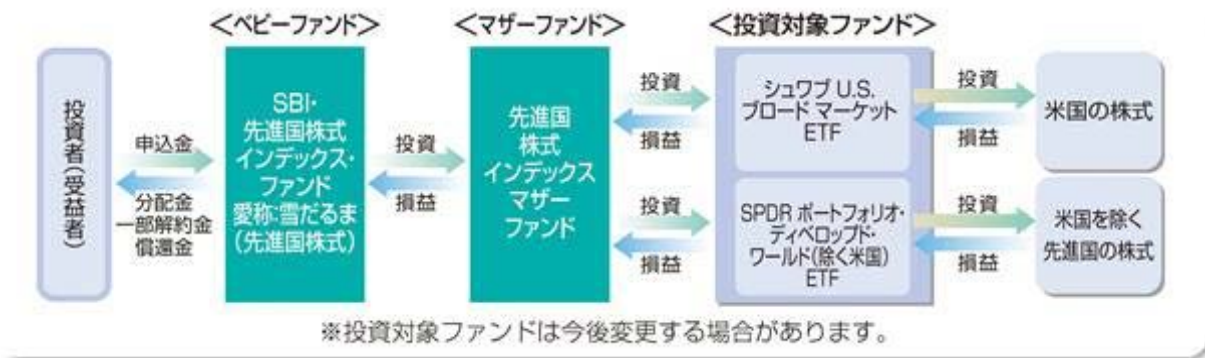 <ベビーファンド>
<マザーファンド>
<投資対象ファンド>
投資者(受益者)
申込金
分配金
一部解約金
償還金
SBI・
先進国株式
インデックス・
ファンド
愛称:雪だるま
(先進国株式)
投資
損益
先進国
株式
インデックス
マザー
ファンド
投資
損益
投資
損益
シュワブ U.S.
ブロード マーケット
ETF
SPDR ポートフォリオ・
ディベロップド・
ワールド(除く米国)
ETF
投資
損益
投資
損益
米国の株式
米国を除く
先進国の株式
※投資対象ファンドは今後変更する場合があります。